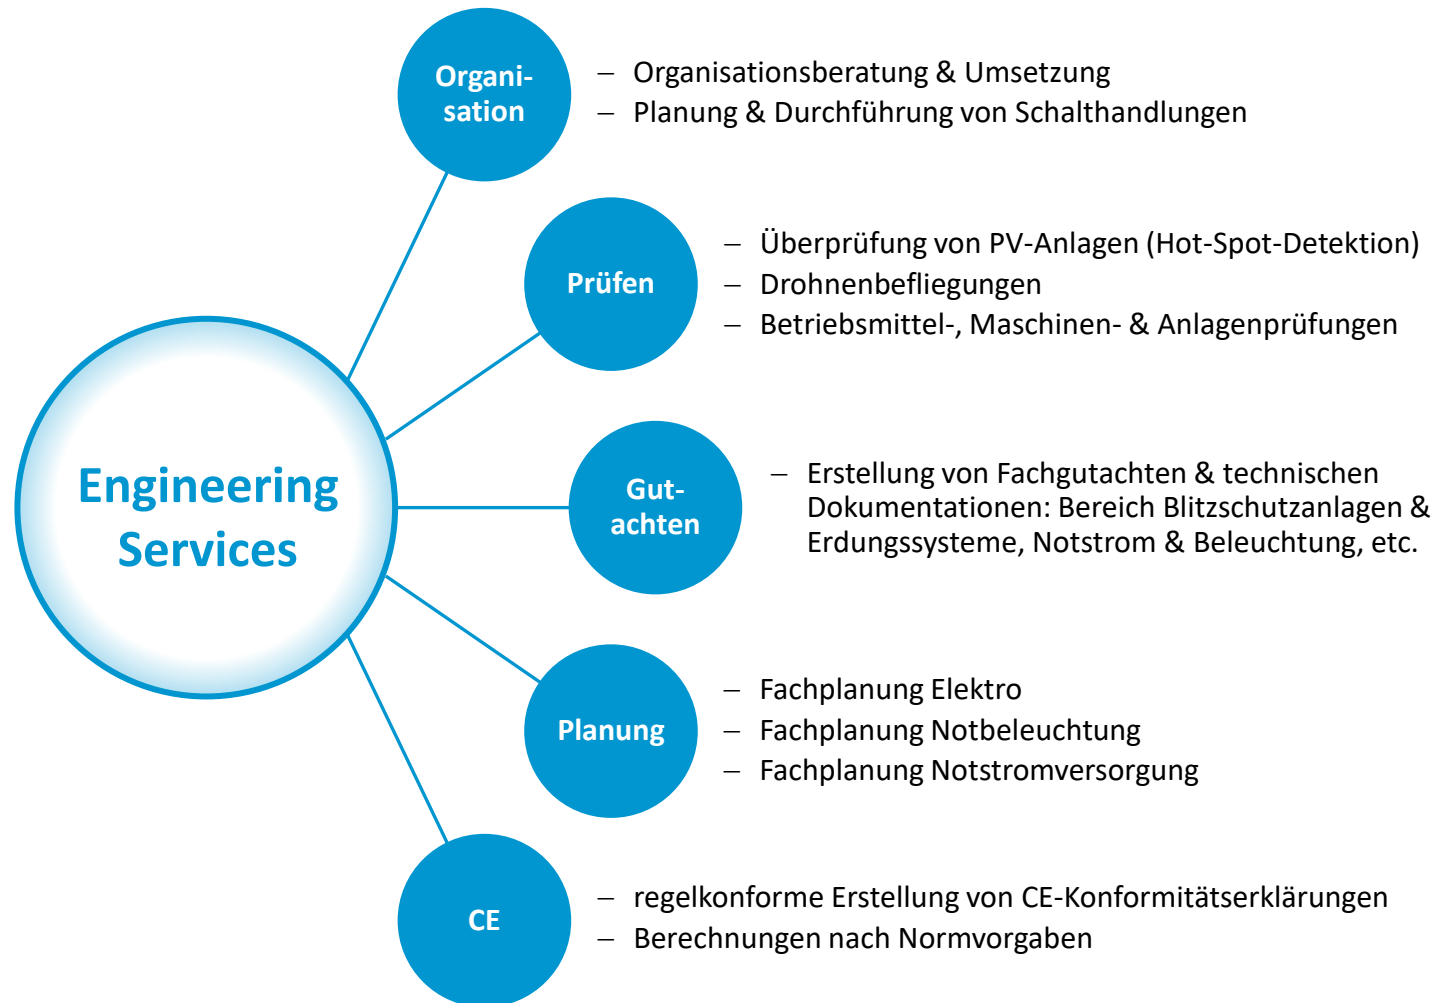 Organi-
sation
– Organisationsberatung & Umsetzung
– Planung & Durchführung von Schalthandlungen
Prüfen
– Überprüfung von PV-Anlagen (Hot-Spot-Detektion)
– Drohnenbefliegungen
– Betriebsmittel-, Maschinen- & Anlagenprüfungen
Engineering
Services
Gut-
achten
– Erstellung von Fachgutachten & technischen
Dokumentationen: Bereich Blitzschutzanlagen &
Erdungssysteme, Notstrom & Beleuchtung, etc.
Planung
– Fachplanung Elektro
– Fachplanung Notbeleuchtung
– Fachplanung Notstromversorgung
CE
– regelkonforme Erstellung von CE-Konformitätserklärungen
– Berechnungen nach Normvorgaben